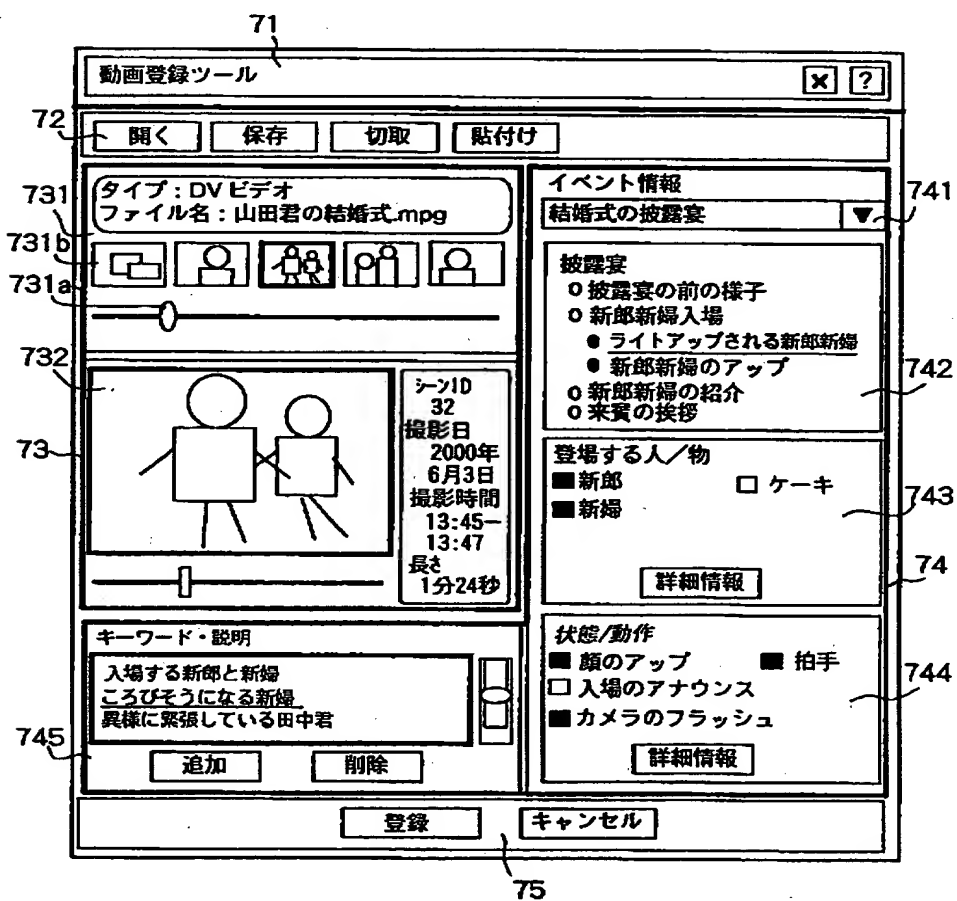 71
動画登録ツール
× ?
72
開く 保存 切取 貼付け
731
タイプ:DVビデオ
ファイル名:山田君の結婚式.mpg
731b
731a
732
73
シーンID
32
撮影日
2000年
6月3日
撮影時間
13:45−
13:47
長さ
1分24秒
キーワード・説明
入場する新郎と新婦
ころびそうになる新婦
異様に緊張している田中君
745
追加 削除
イベント情報
結婚式の披露宴 ▼
741
披露宴
披露宴の前の様子
新郎新婦入場
ライトアップされる新郎新婦
新郎新婦のアップ
新郎新婦の紹介
来賓の挨拶
742
登場する人/物
新郎 ケーキ
新婦
743
詳細情報
74
状態/動作
顔のアップ 拍手
入場のアナウンス
カメラのフラッシュ
744
詳細情報
登録 キャンセル
75